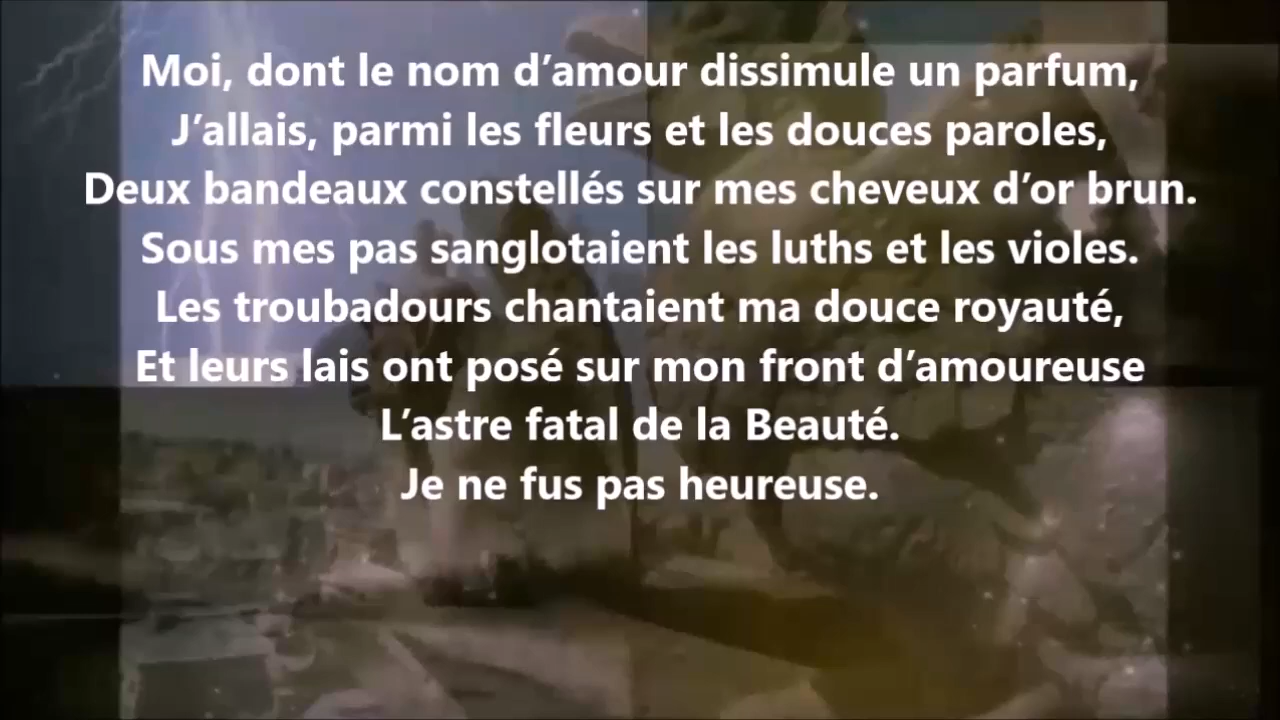 Moi, dont le nom d’amour dissimule un parfum,
J’allais, parmi les fleurs et les douces paroles,
Deux bandeaux constellés sur mes cheveux d’or brun.
Sous mes pas sanglotaient les luths et les violes.
Les troubadours chantaient ma douce royauté,
Et leurs lais ont posé sur mon front d’amoureuse
L’astre fatal de la Beauté.
Je ne fus pas heureuse.